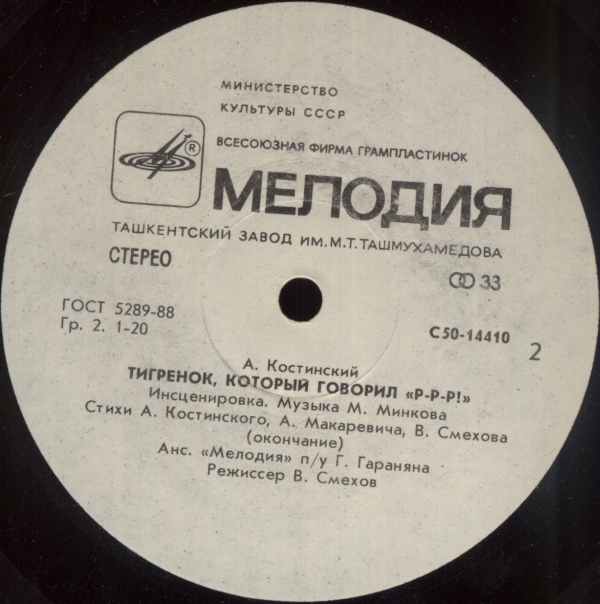 МИНИСТЕРСТВО
КУЛЬТУРЫ СССР
ВСЕСОЮЗНАЯ ФИРМА ГРАМПЛАСТИНОК
®
МЕЛОДИЯ
ТАШКЕНТСКИЙ ЗАВОД ИМ. М.Т. ТАШМУХАМЕДОВА
СТЕРЕО
33
ГОСТ 5289-88
Гр. 2. 1-20
С50-14410
2
А. Костинский
ТИГРЕНОК, КОТОРЫЙ ГОВОРИЛ «Р-Р-Р!»
Инсценировка. Музыка М. Минкова
Стихи А. Костинского, А. Макаревича, В. Смехова
(окончание)
Анс. «Мелодия» п/у Г. Гараняна
Режиссер В. Смехов